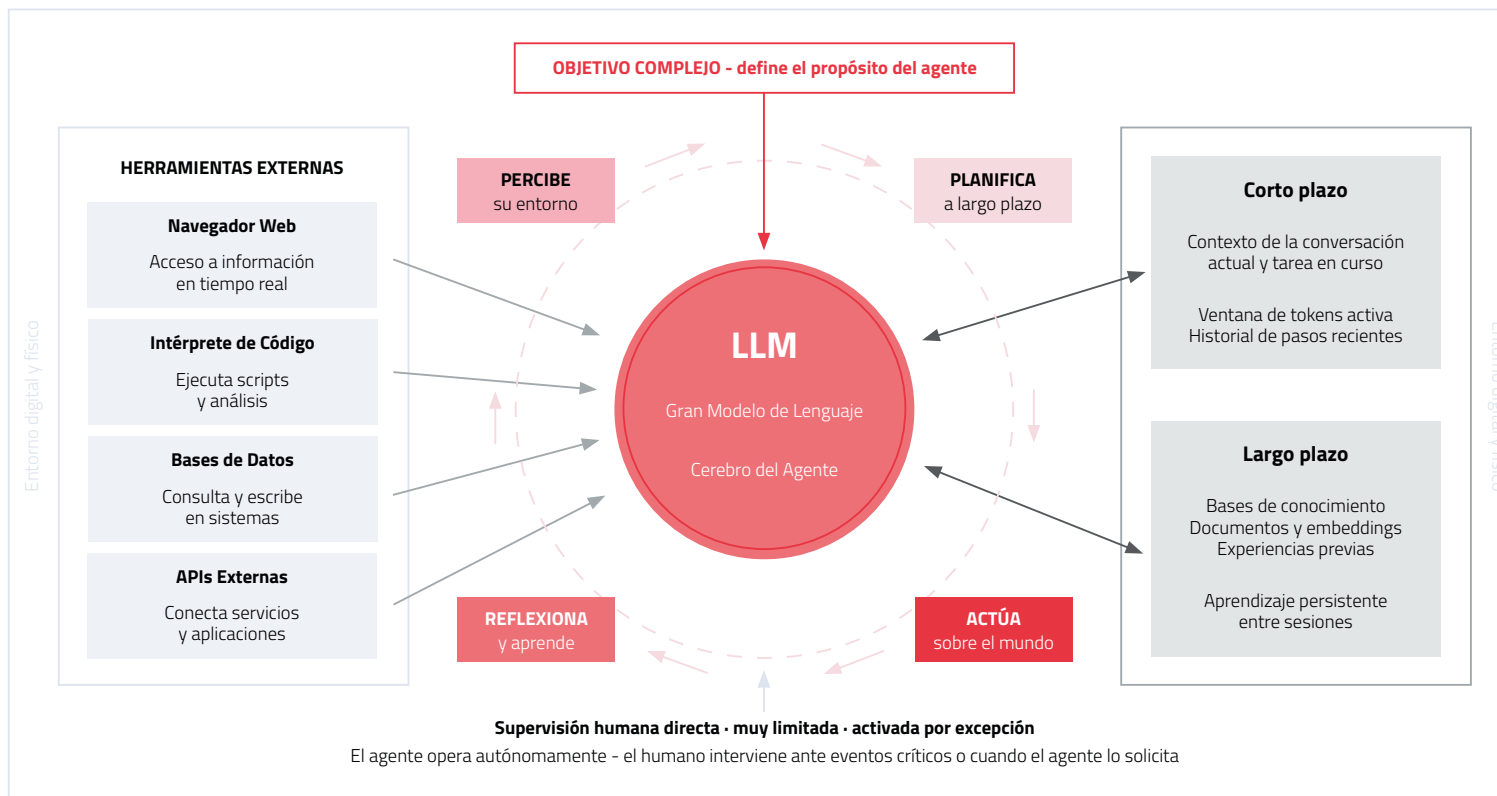 OBJETIVO COMPLEJO - define el propósito del agente
HERRAMIENTAS EXTERNAS
Navegador Web
Acceso a información
en tiempo real
Intérprete de Código
Ejecuta scripts
y análisis
Bases de Datos
Consulta y escribe
en sistemas
APIs Externas
Conecta servicios
y aplicaciones
Entorno digital y físico
PERCIBE
su entorno
PLANIFICA
a largo plazo
LLM
Gran Modelo de Lenguaje
Cerebro del Agente
REFLEXIONA
y aprende
ACTÚA
sobre el mundo
Corto plazo
Contexto de la conversación
actual y tarea en curso
Ventana de tokens activa
Historial de pasos recientes
Largo plazo
Bases de conocimiento
Documentos y embeddings
Experiencias previas
Aprendizaje persistente
entre sesiones
Entorno digital y físico
Supervisión humana directa · muy limitada · activada por excepción
El agente opera autónomamente - el humano interviene ante eventos críticos o cuando el agente lo solicita